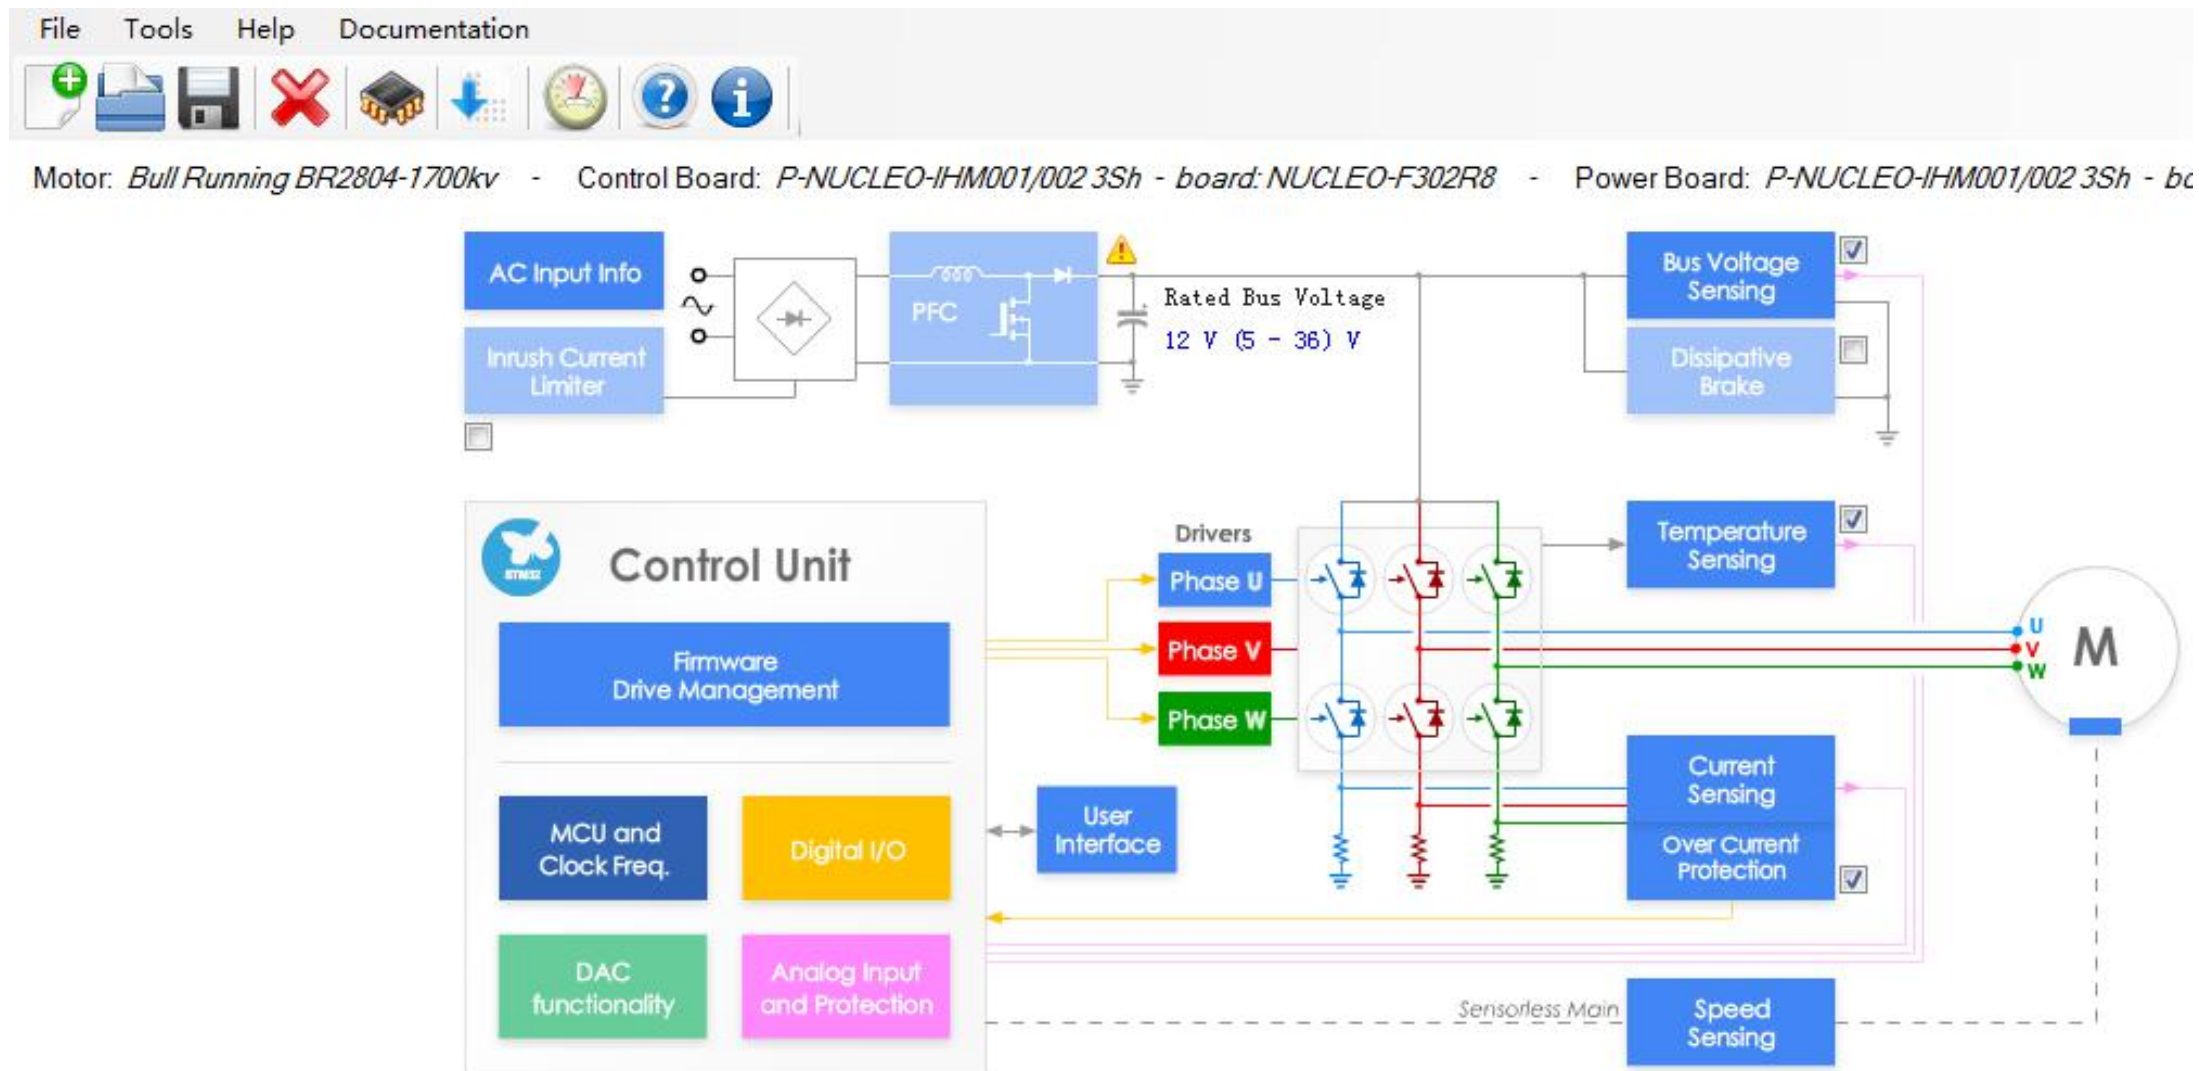 File Tools Help Documentation
Motor: Bull Running BR2804-1700kv - Control Board: P-NUCLEO-IHM001/002 3Sh - board: NUCLEO-F302R8 - Power Board: P-NUCLEO-IHM001/002 3Sh - bo
AC Input Info
Inrush Current
Limiter
PFC
Rated Bus Voltage
12 V (5 - 36) V
Bus Voltage
Sensing
Dissipative
Brake
STM32
Control Unit
Firmware
Drive Management
MCU and
Clock Freq.
Digital I/O
DAC
functionality
Analog Input
and Protection
User
Interface
Drivers
Phase U
Phase V
Phase W
Temperature
Sensing
U
V
W
M
Current
Sensing
Over Current
Protection
Sensorless Main
Speed
Sensing